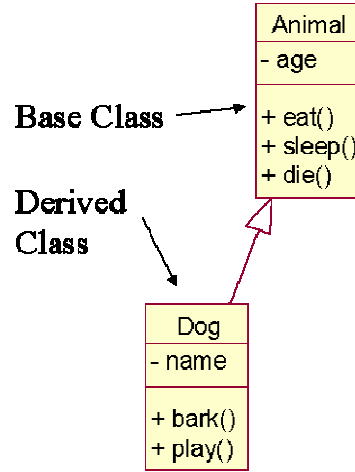 Animal
- age
+ eat()
+ sleep()
+ die()
Base Class
Derived
Class
Dog
- name
+ bark()
+ play()